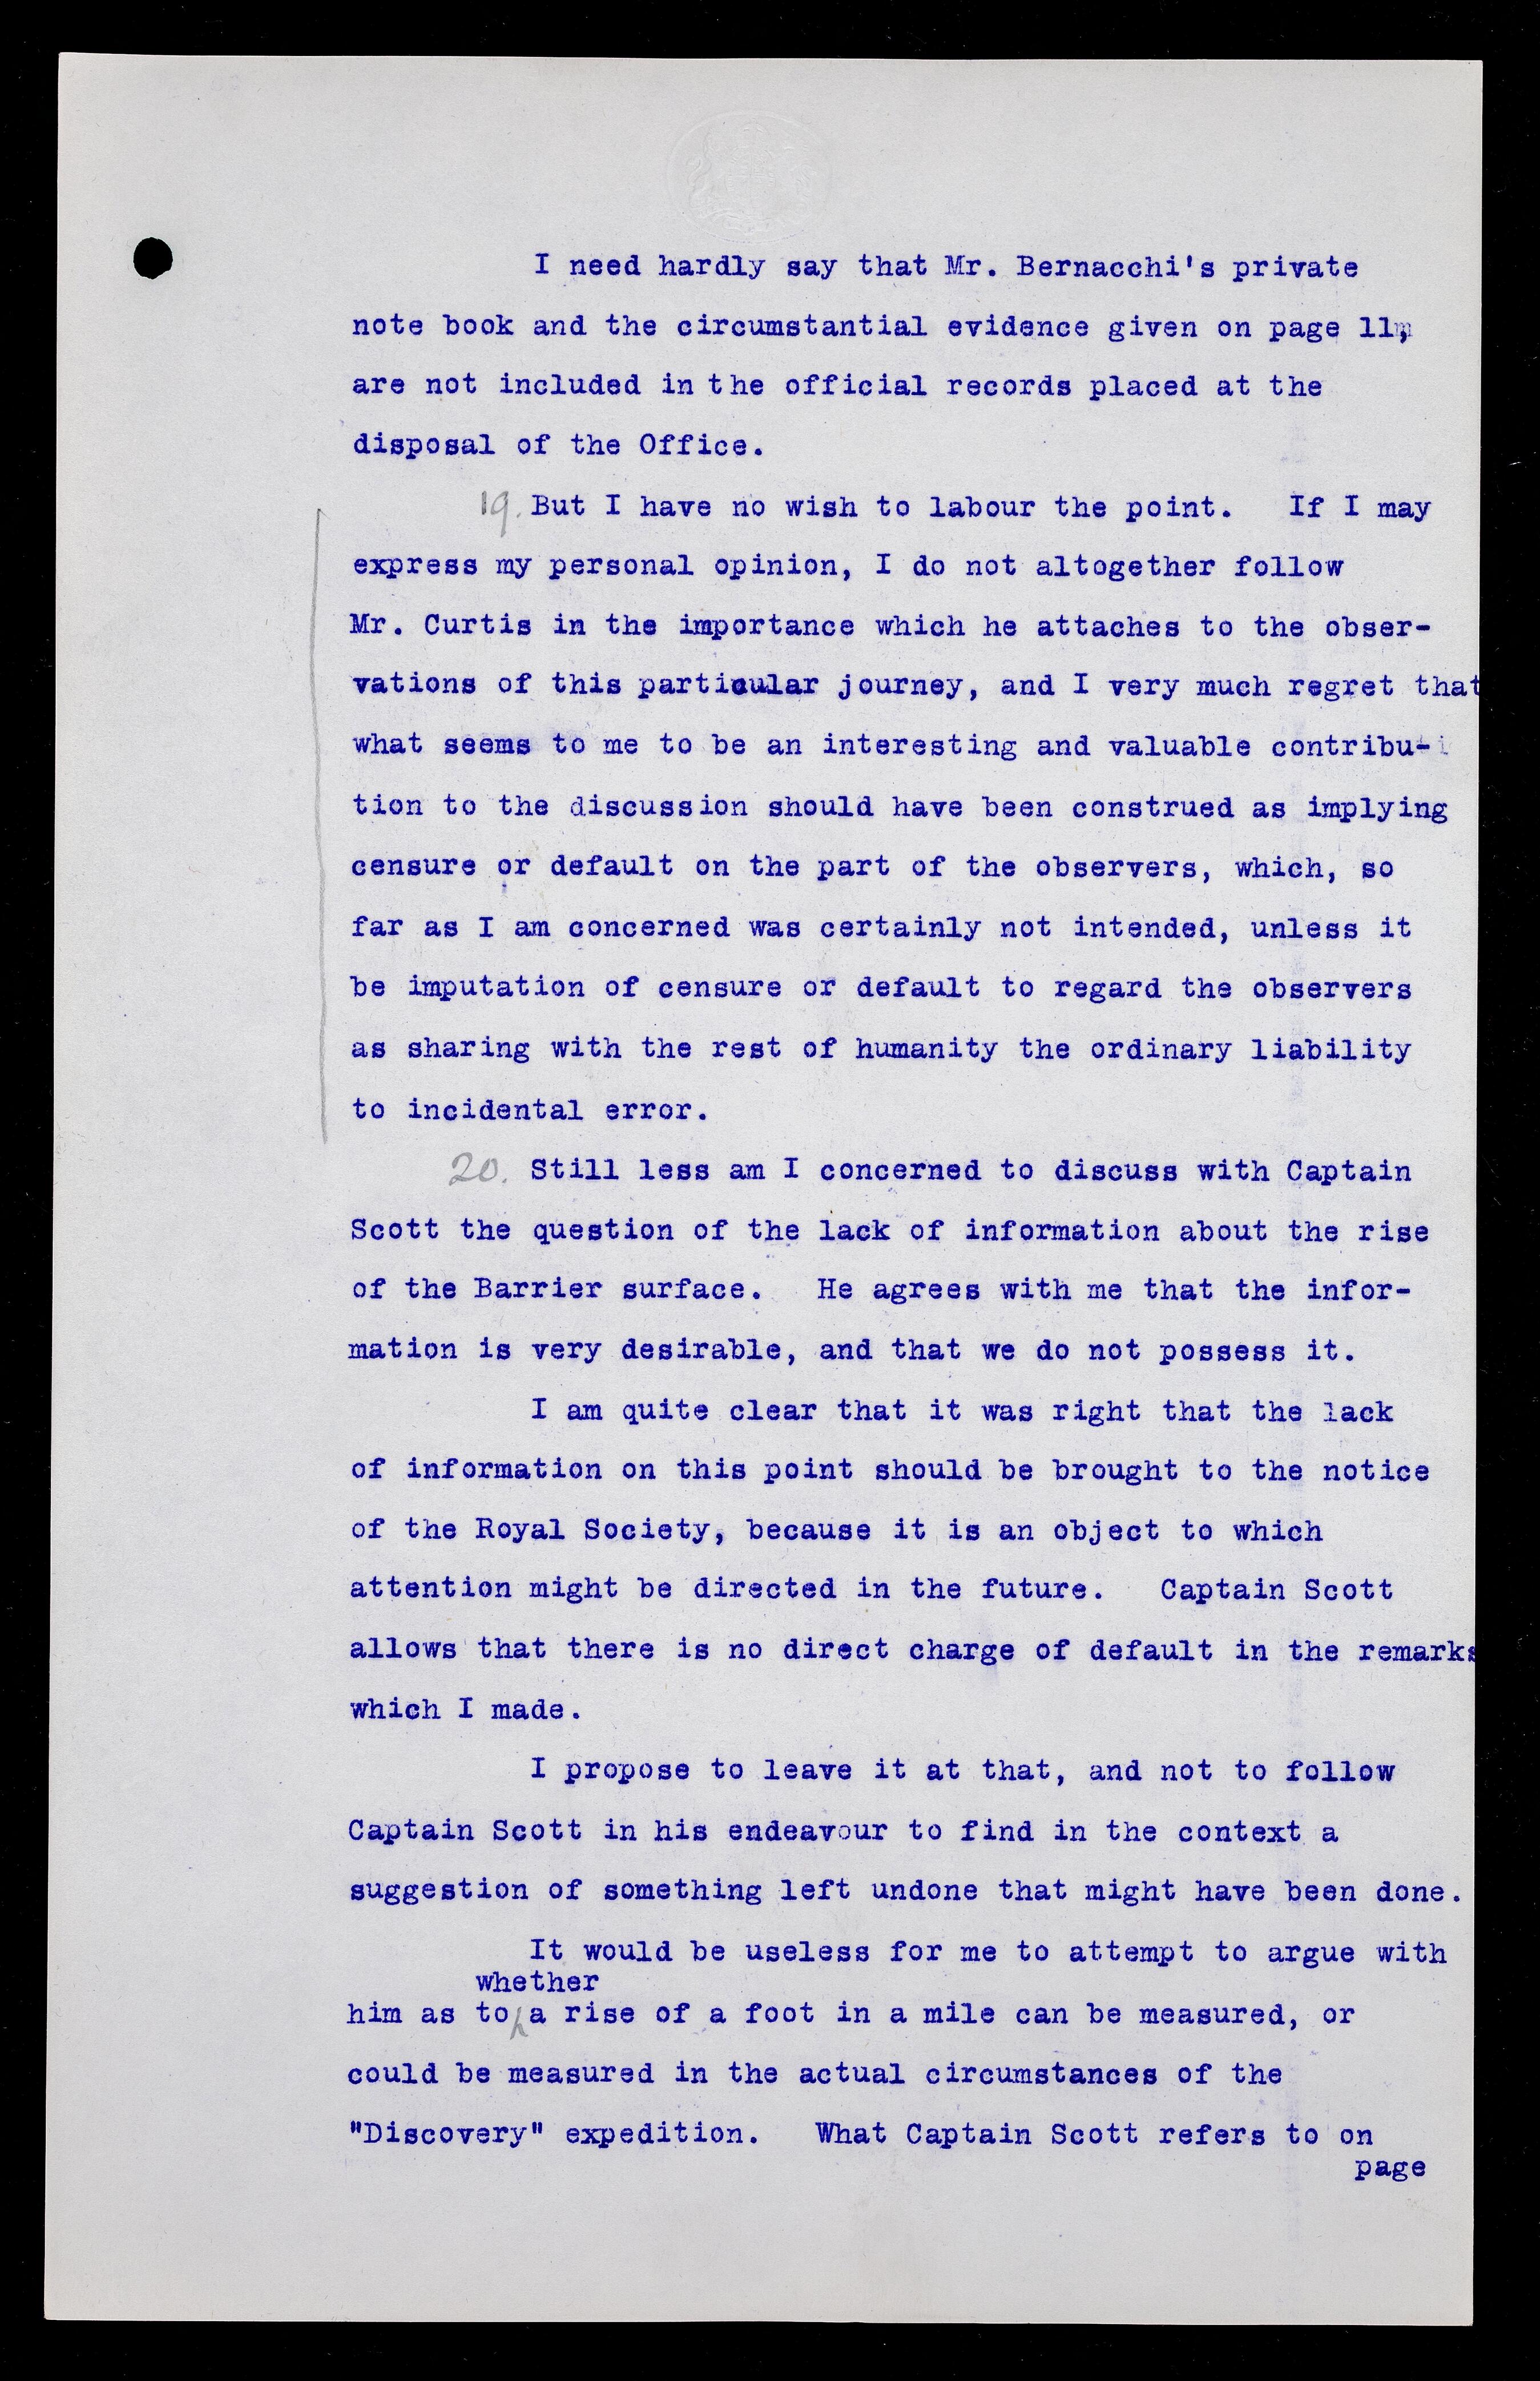 I need hardly say that Mr. Bernacchi's private
note book and the circumstantial evidence given on page 11,
are not included in the official records placed at the
disposal of the Office.
19. But I have no wish to labour the point. If I may
express my personal opinion, I do not altogether follow
Mr. Curtis in the importance which he attaches to the obser-
vations of this particular journey, and I very much regret that
what seems to me to be an interesting and valuable contribu-
tion to the discussion should have been construed as implying
censure or default on the part of the observers, which, so
far as I am concerned was certainly not intended, unless it
be imputation of censure or default to regard the observers
as sharing with the rest of humanity the ordinary liability
to incidental error.
20. Still less am I concerned to discuss with Captain
Scott the question of the lack of information about the rise
of the Barrier surface. He agrees with me that the infor-
mation is very desirable, and that we do not possess it.
I am quite clear that it was right that the lack
of information on this point should be brought to the notice
of the Royal Society, because it is an object to which
attention might be directed in the future. Captain Scott
allows that there is no direct charge of default in the remarks
which I made.
I propose to leave it at that, and not to follow
Captain Scott in his endeavour to find in the context a
suggestion of something left undone that might have been done.
It would be useless for me to attempt to argue with
whether
him as to a rise of a foot in a mile can be measured, or
could be measured in the actual circumstances of the
"Discovery" expedition. What Captain Scott refers to on
page